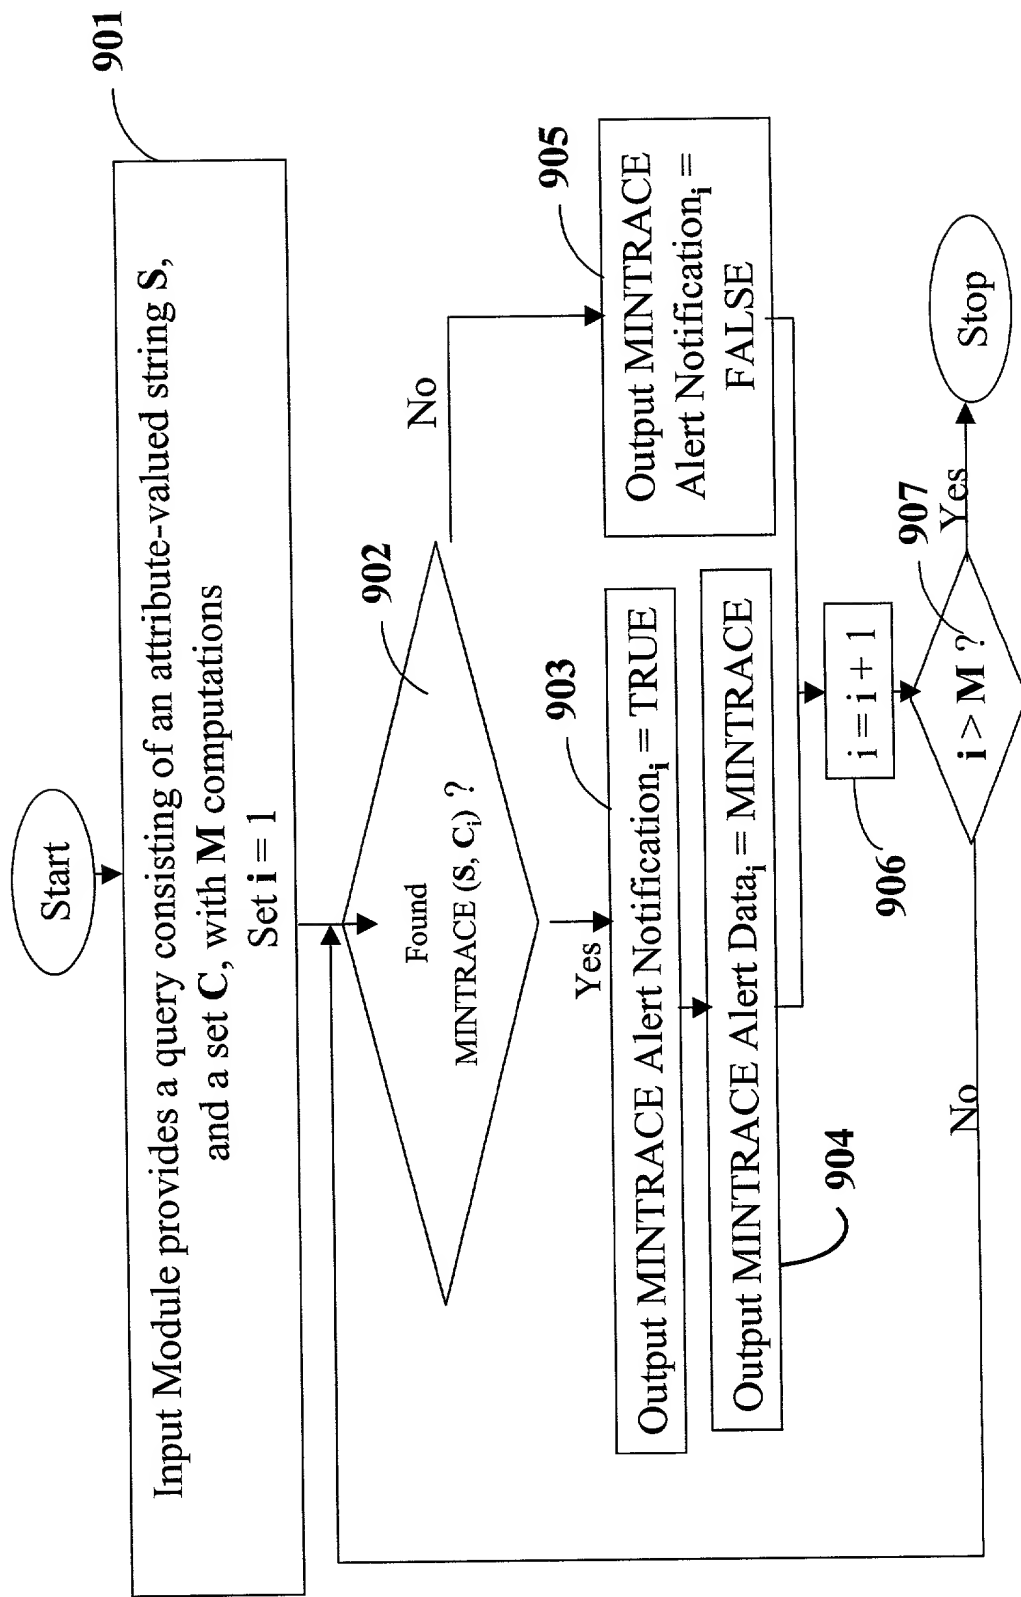 Start
901
Input Module provides a query consisting of an attribute-valued string S,
and a set C, with M computations
Set i = 1
902
Found
MINTRACE (S, Cᵢ) ?
No
Yes
903
Output MINTRACE Alert Notificationᵢ = TRUE
905
Output MINTRACE
Alert Notificationᵢ =
FALSE
Output MINTRACE Alert Dataᵢ = MINTRACE
904
906
i = i + 1
907
i > M ?
Yes
Stop
No